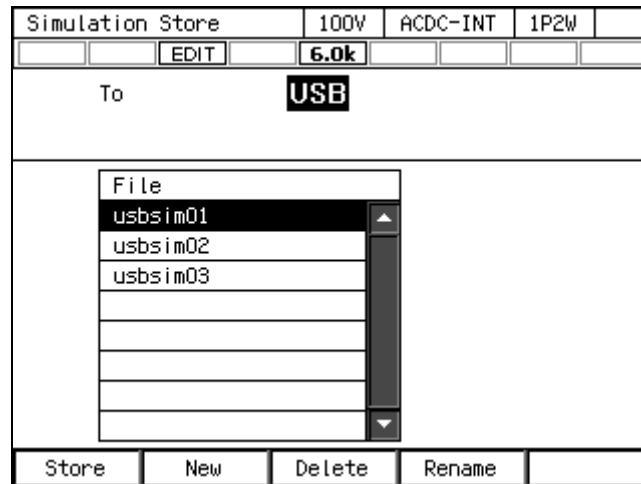 Simulation Store 100V ACDC-INT 1P2W
EDIT 6.0k
To USB
File
usbsim01
usbsim02
usbsim03
Store New Delete Rename